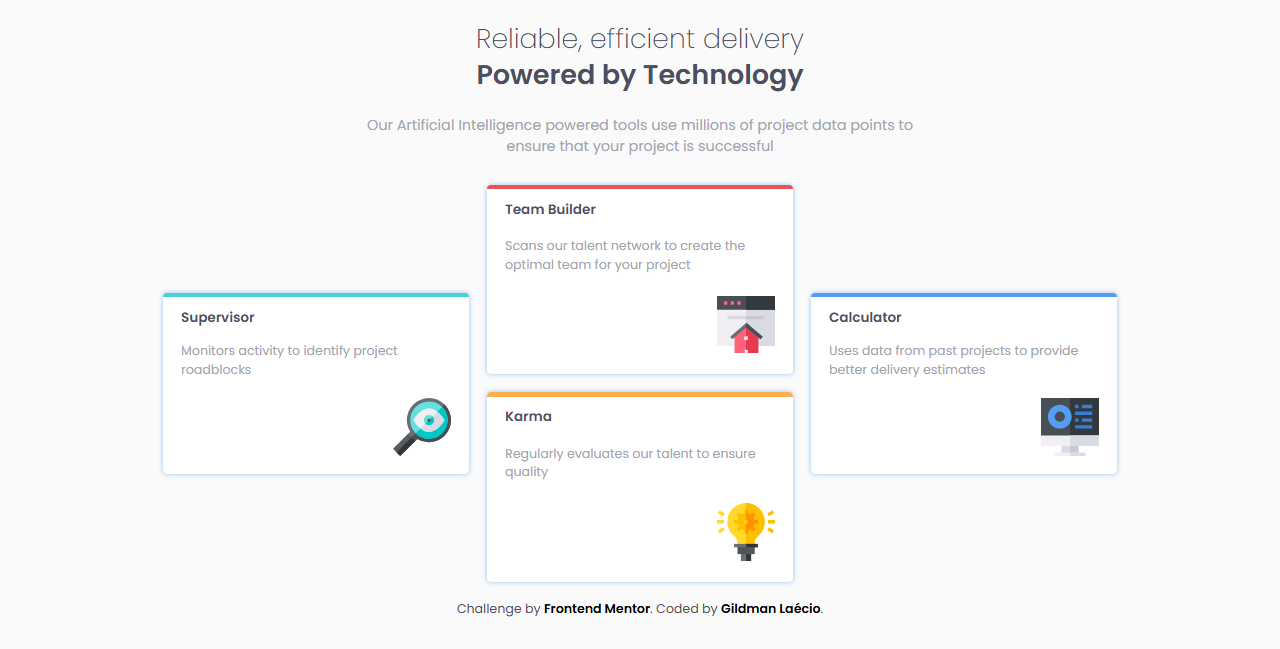 Reliable, efficient delivery
Powered by Technology
Our Artificial Intelligence powered tools use millions of project data points to
ensure that your project is successful
Supervisor
Monitors activity to identify project
roadblocks
Team Builder
Scans our talent network to create the
optimal team for your project
Karma
Regularly evaluates our talent to ensure
quality
Calculator
Uses data from past projects to provide
better delivery estimates
Challenge by Frontend Mentor. Coded by Gildman Laécio.